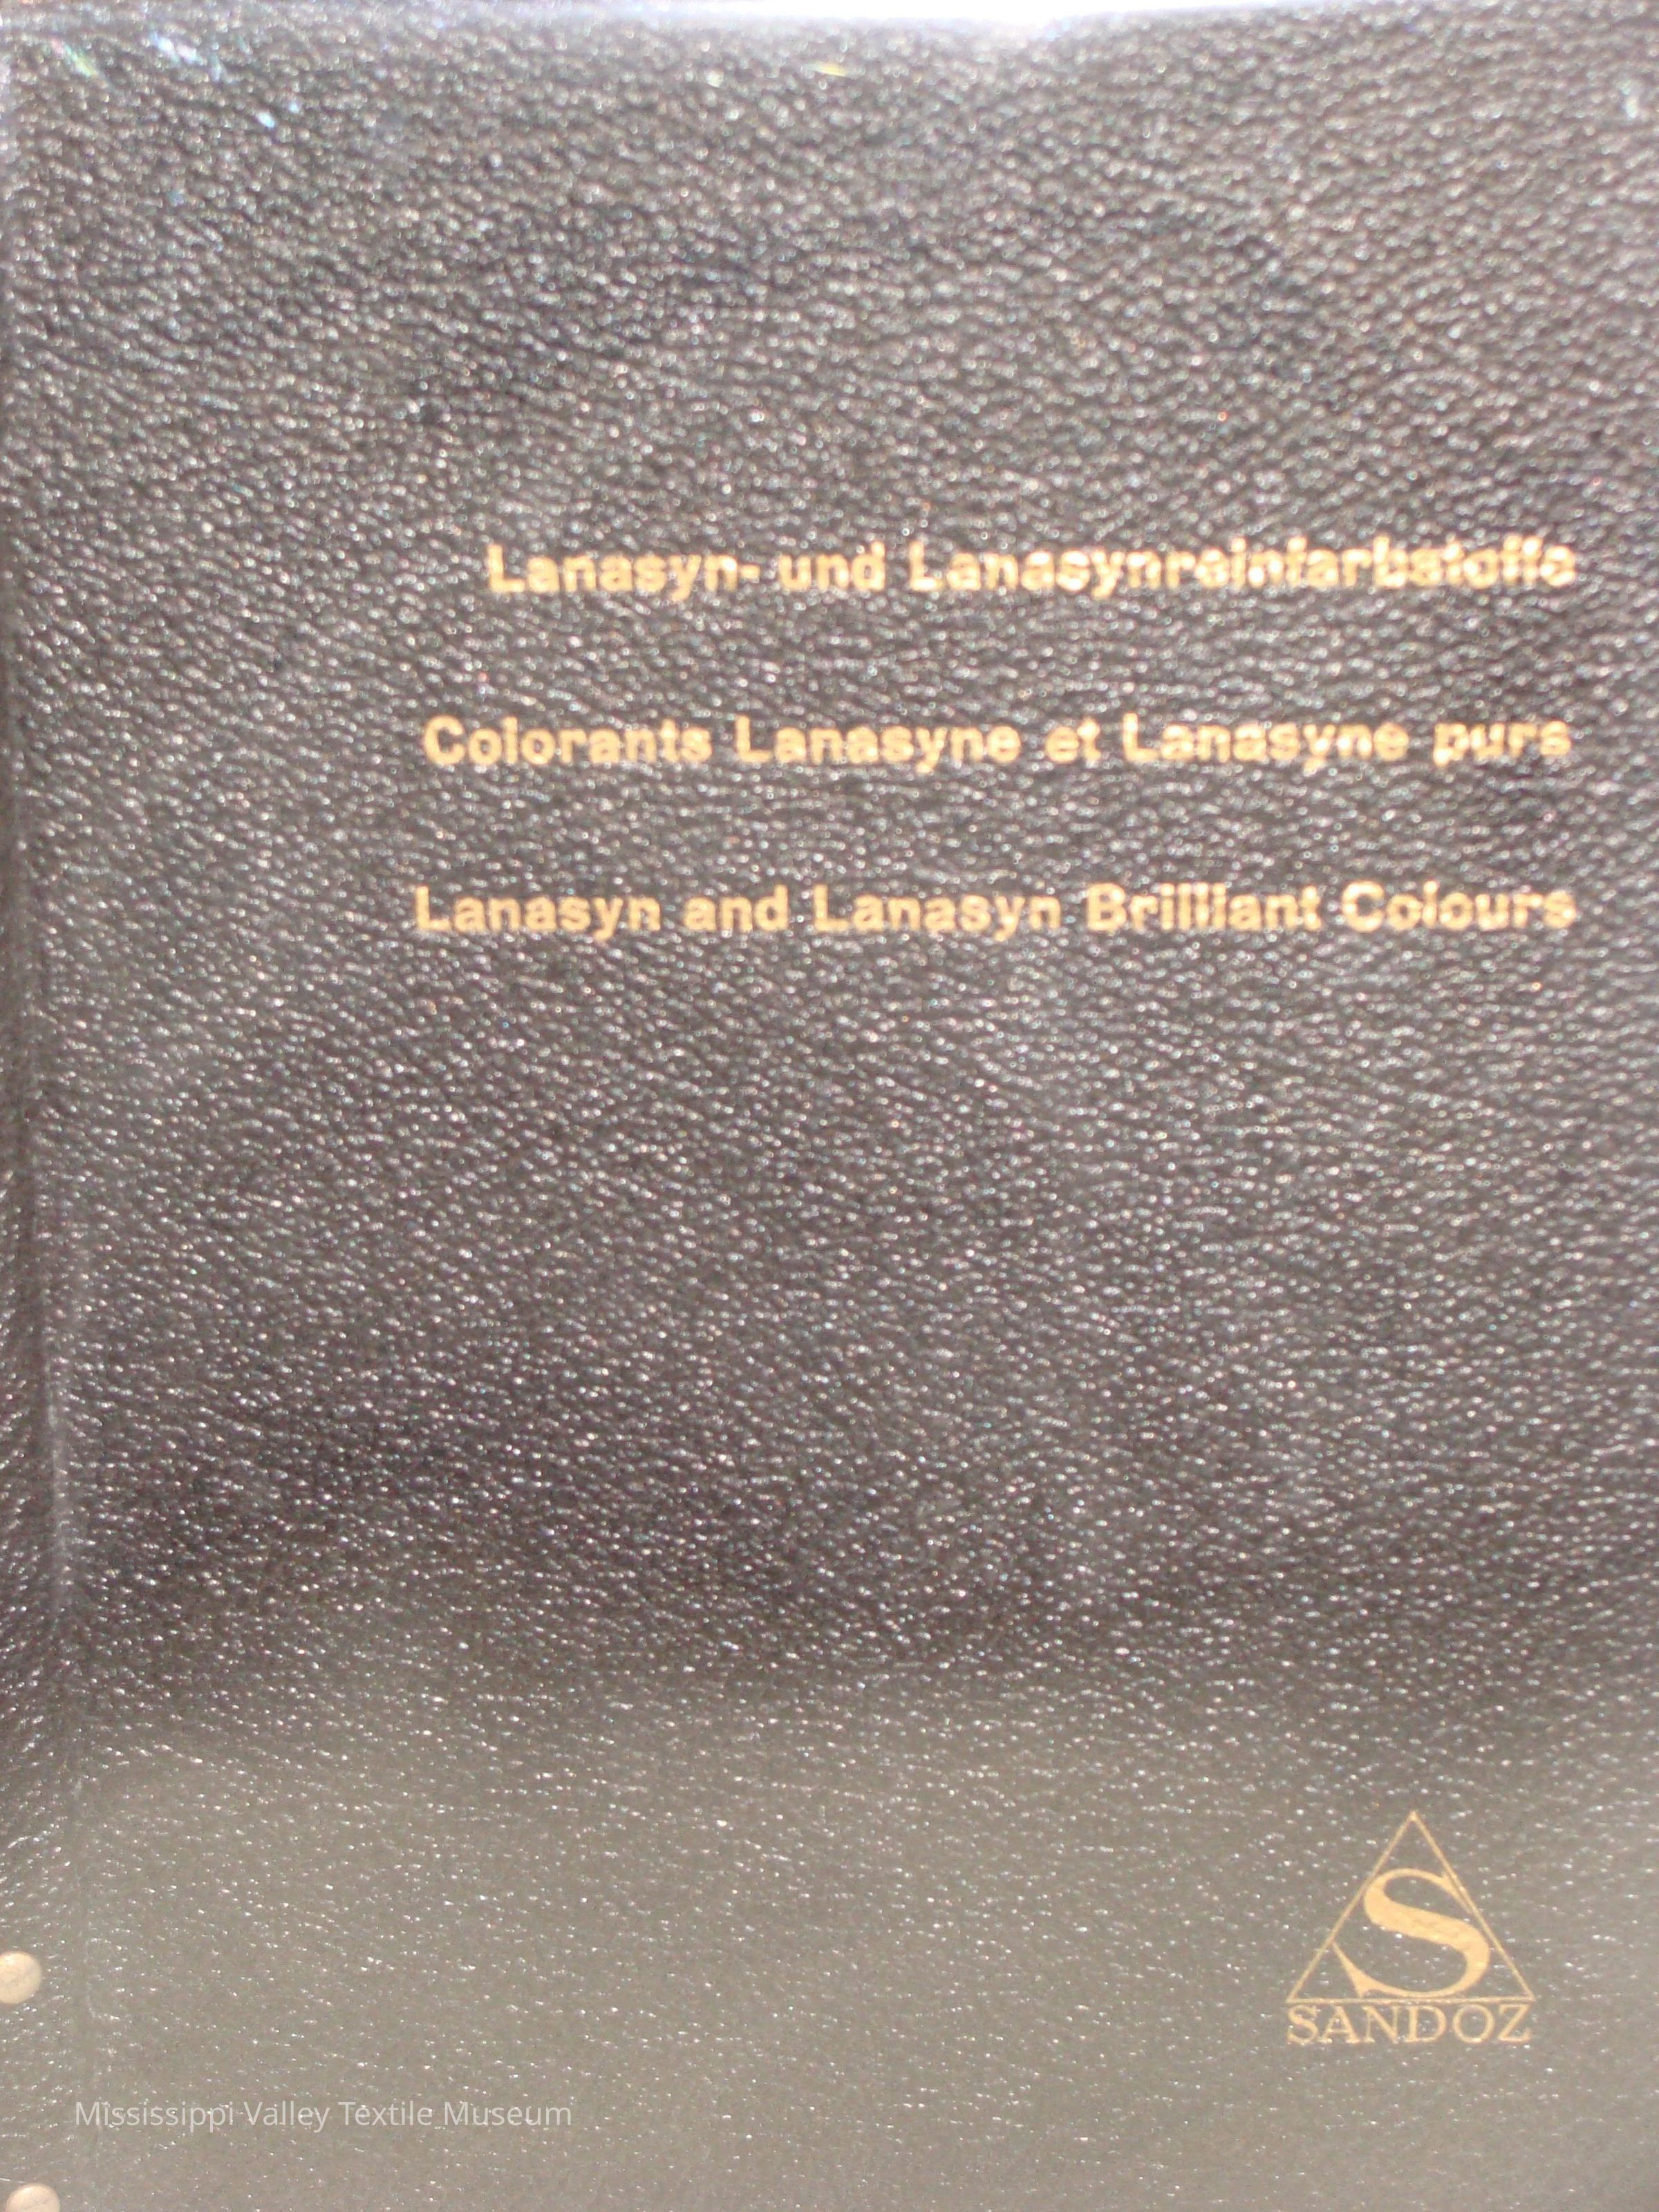 Lanasyn- und Lanasynreinfarbstoffe
Colorants Lanasyne et Lanasyne purs
Lanasyn and Lanasyn Brilliant Colours
S
SANDOZ
Mississippi Valley Textile Museum